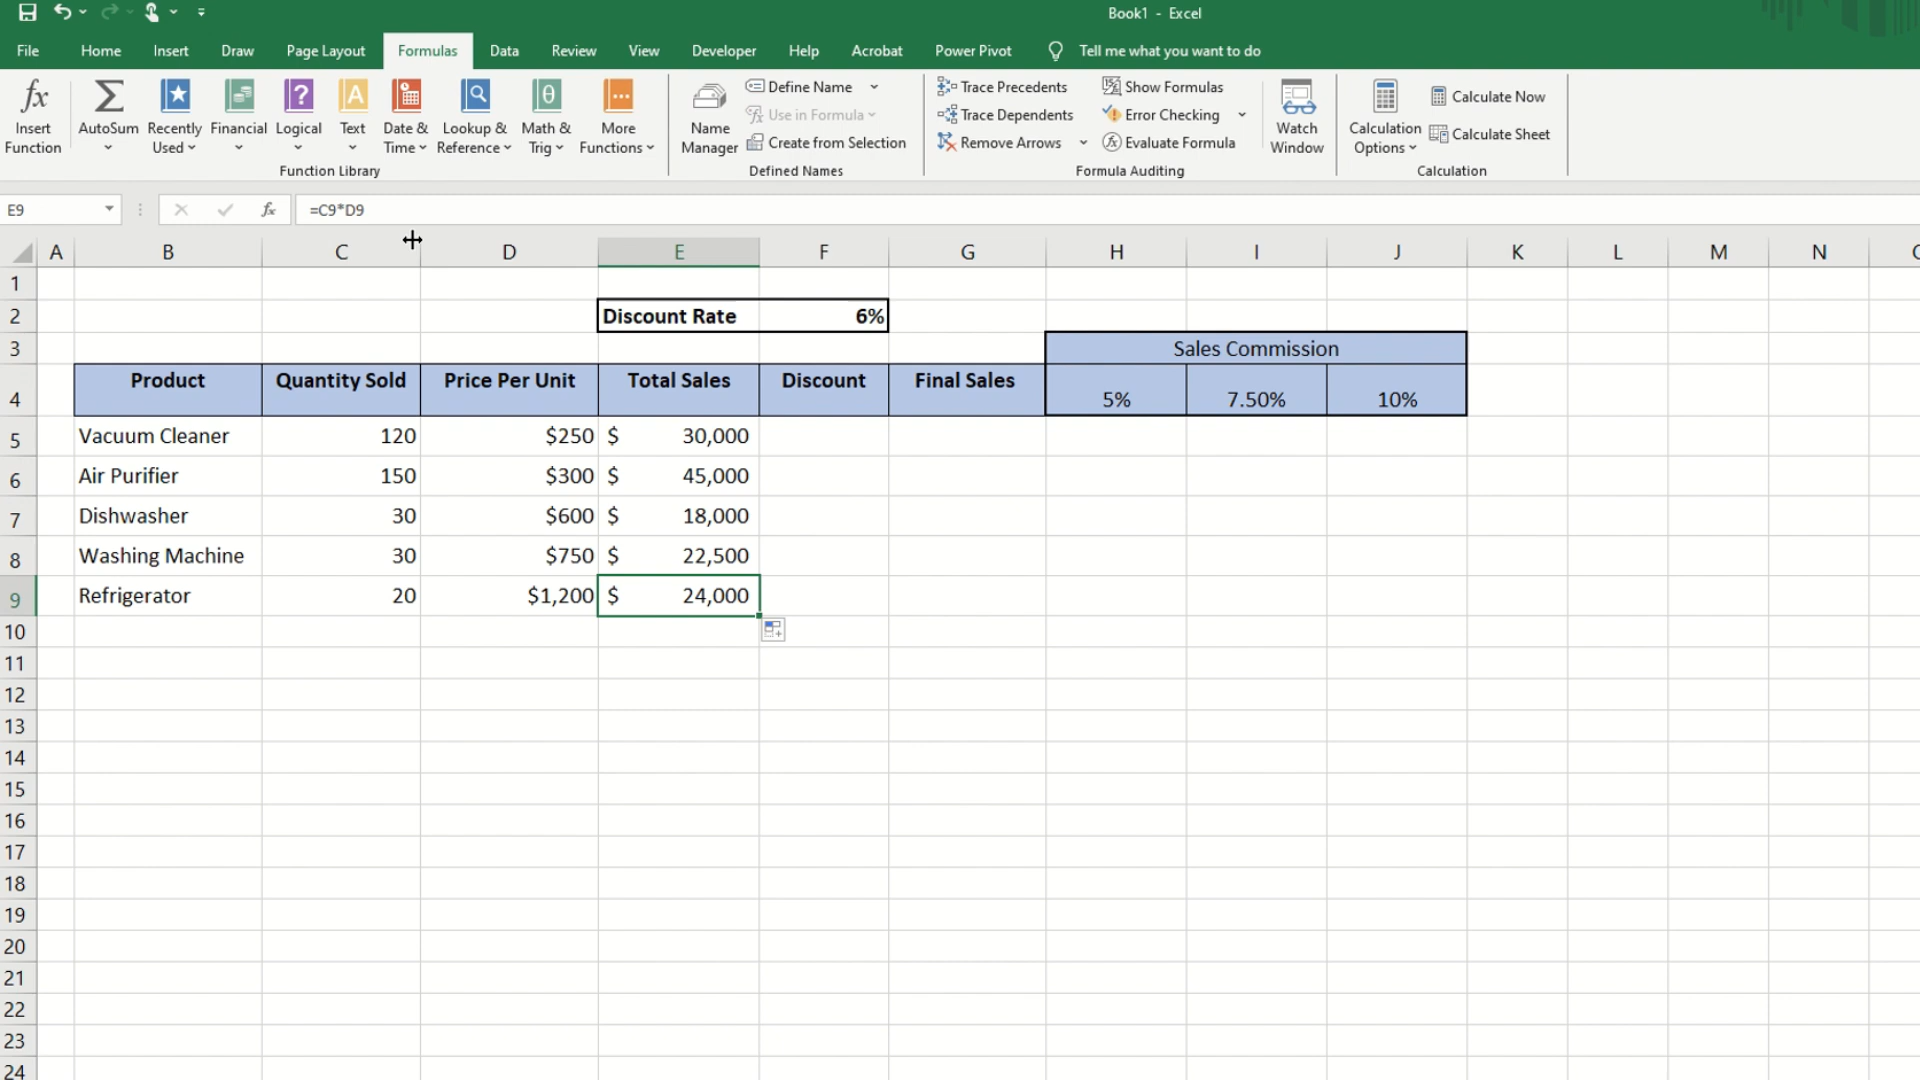 Book1 - Excel
File Home Insert Draw Page Layout Formulas Data Review View Developer Help Acrobat Power Pivot Tell me what you want to do
fx Insert Function
Σ AutoSum
Recently Used
Financial
? Logical
A Text
Date & Time
Lookup & Reference
θ Math & Trig
... More Functions
Function Library
Name Manager
Define Name
fx Use in Formula
Create from Selection
Defined Names
Trace Precedents
Trace Dependents
Remove Arrows
Show Formulas
Error Checking
fx Evaluate Formula
Formula Auditing
Watch Window
Calculation Options
Calculate Now
Calculate Sheet
Calculation
E9 fx =C9*D9
A B C D E F G H I J K L M N
1
2 Discount Rate 6%
3 Sales Commission
4 Product Quantity Sold Price Per Unit Total Sales Discount Final Sales 5% 7.50% 10%
5 Vacuum Cleaner 120 $250 $ 30,000
6 Air Purifier 150 $300 $ 45,000
7 Dishwasher 30 $600 $ 18,000
8 Washing Machine 30 $750 $ 22,500
9 Refrigerator 20 $1,200 $ 24,000
10
11
12
13
14
15
16
17
18
19
20
21
22
23
24